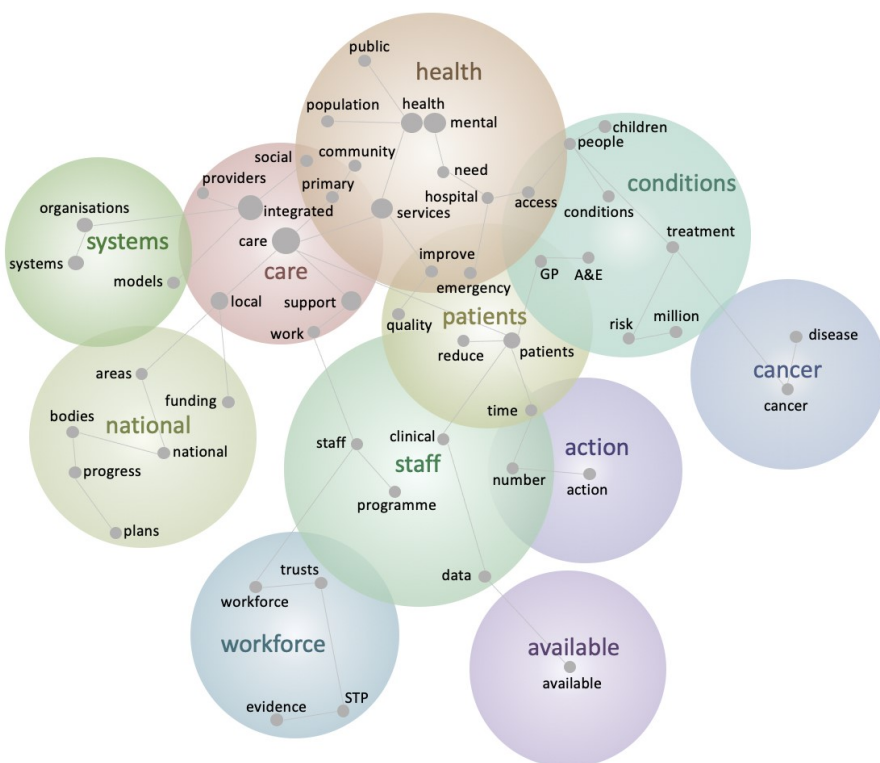 public
health
population
health
mental
children
people
social
community
providers
primary
need
conditions
organisations
integrated
services
hospital
access
conditions
treatment
systems
care
systems
care
improve
emergency
GP
A&E
models
local
support
quality
patients
risk
million
work
reduce
patients
disease
cancer
cancer
areas
funding
bodies
national
national
time
staff
clinical
staff
action
progress
programme
number
action
plans
trusts
workforce
data
workforce
available
available
evidence
STP